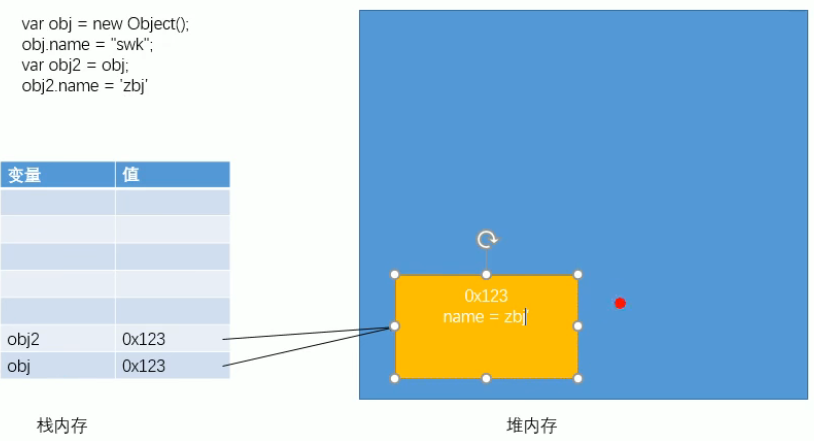 var obj = new Object();
obj.name = "swk";
var obj2 = obj;
obj2.name = 'zbj'
变量 值
obj2 0x123
obj 0x123
0x123
name = zbj
栈内存
堆内存